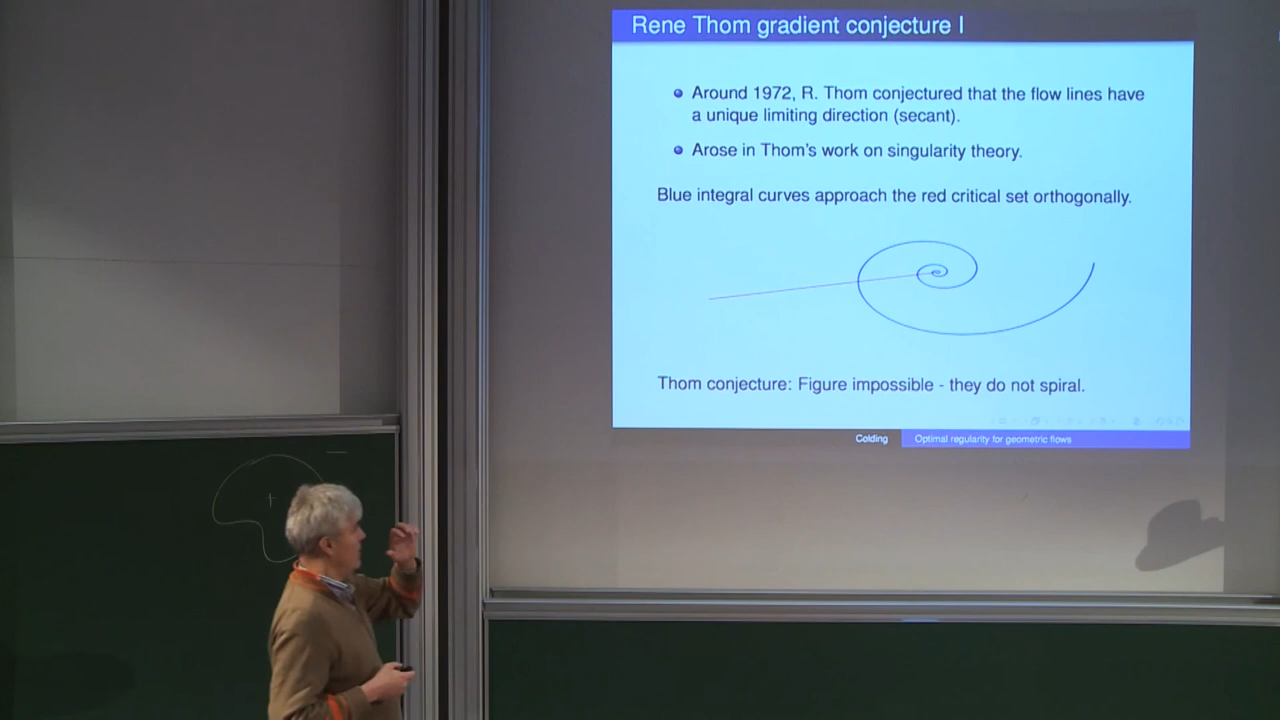 Rene Thom gradient conjecture I
Around 1972, R. Thom conjectured that the flow lines have
a unique limiting direction (secant).
Arose in Thom's work on singularity theory.
Blue integral curves approach the red critical set orthogonally.
Thom conjecture: Figure impossible - they do not spiral.
Colding
Optimal regularity for geometric flows